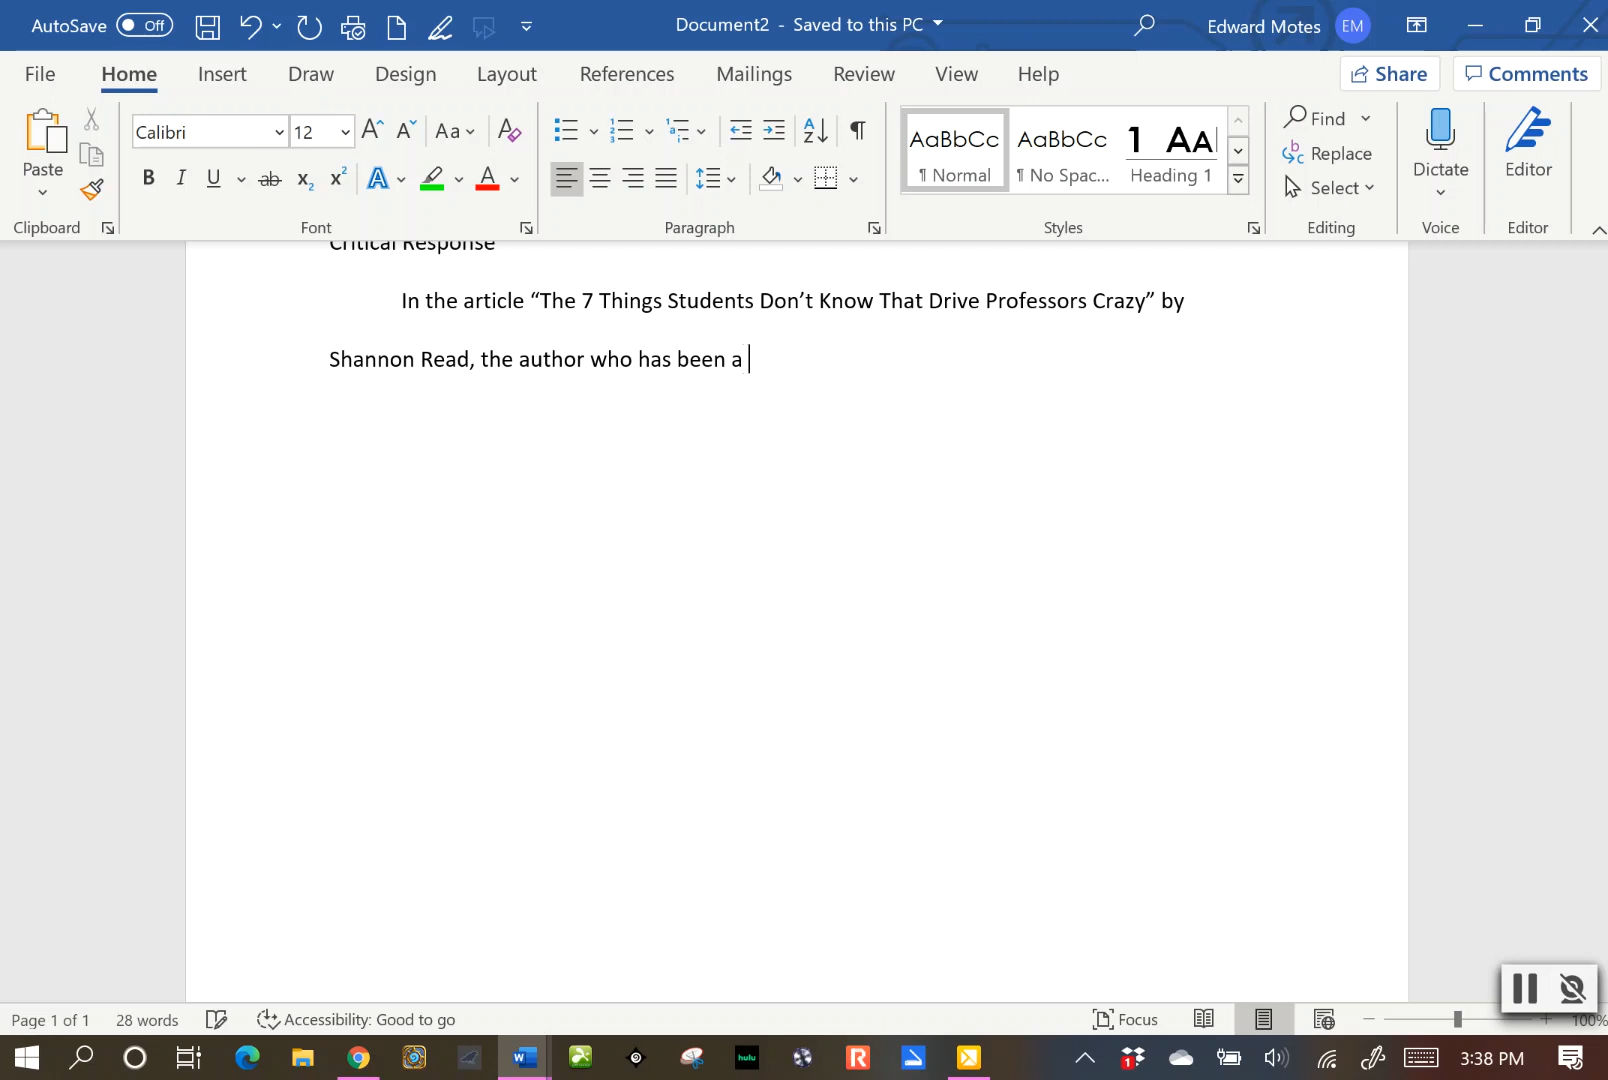 AutoSave Off Document2 - Saved to this PC Edward Motes EM
File Home Insert Draw Design Layout References Mailings Review View Help Share Comments
Paste Calibri 12 Aa AaBbCc AaBbCc 1 AA Find Replace Select Dictate Editor
¶ Normal ¶ No Spac... Heading 1
Clipboard Font Paragraph Styles Editing Voice Editor
Critical Response
In the article “The 7 Things Students Don’t Know That Drive Professors Crazy” by
Shannon Read, the author who has been a
Page 1 of 1 28 words Accessibility: Good to go Focus 100%
hulu 1 3:38 PM